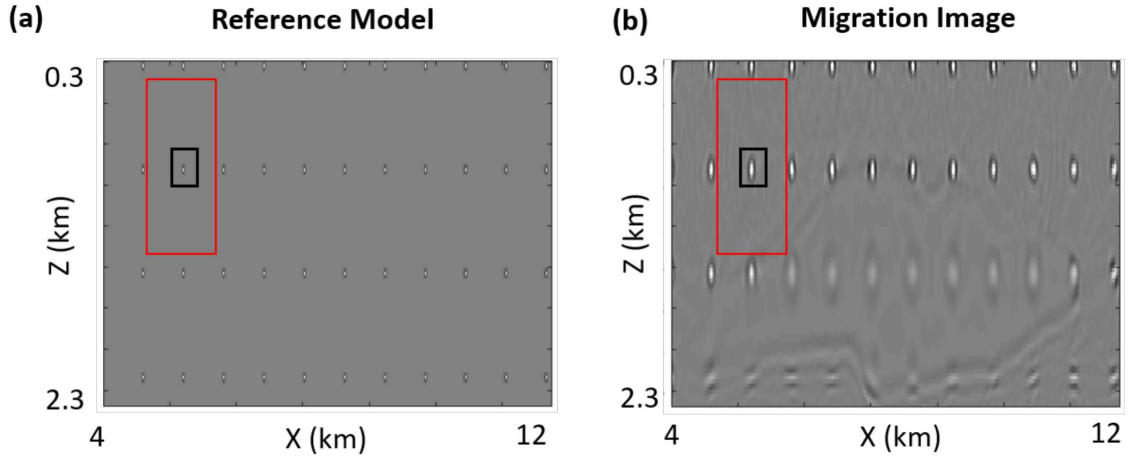 (a) Reference Model
0.3
Z (km)
2.3
4 X (km) 12
(b) Migration Image
0.3
Z (km)
2.3
4 X (km) 12